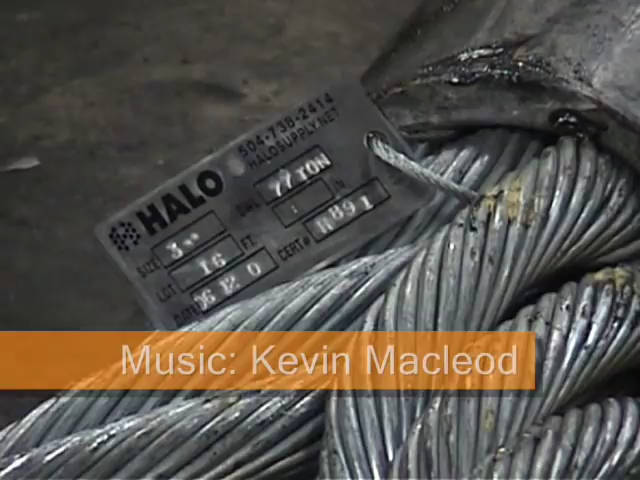 504-738-2414
HALOSUPPLY.NET
HALO
SWL 77 TON
SIZE 3"
LGT 16 FT.
CERT.# H891
DATE 06 12 0
Music: Kevin Macleod